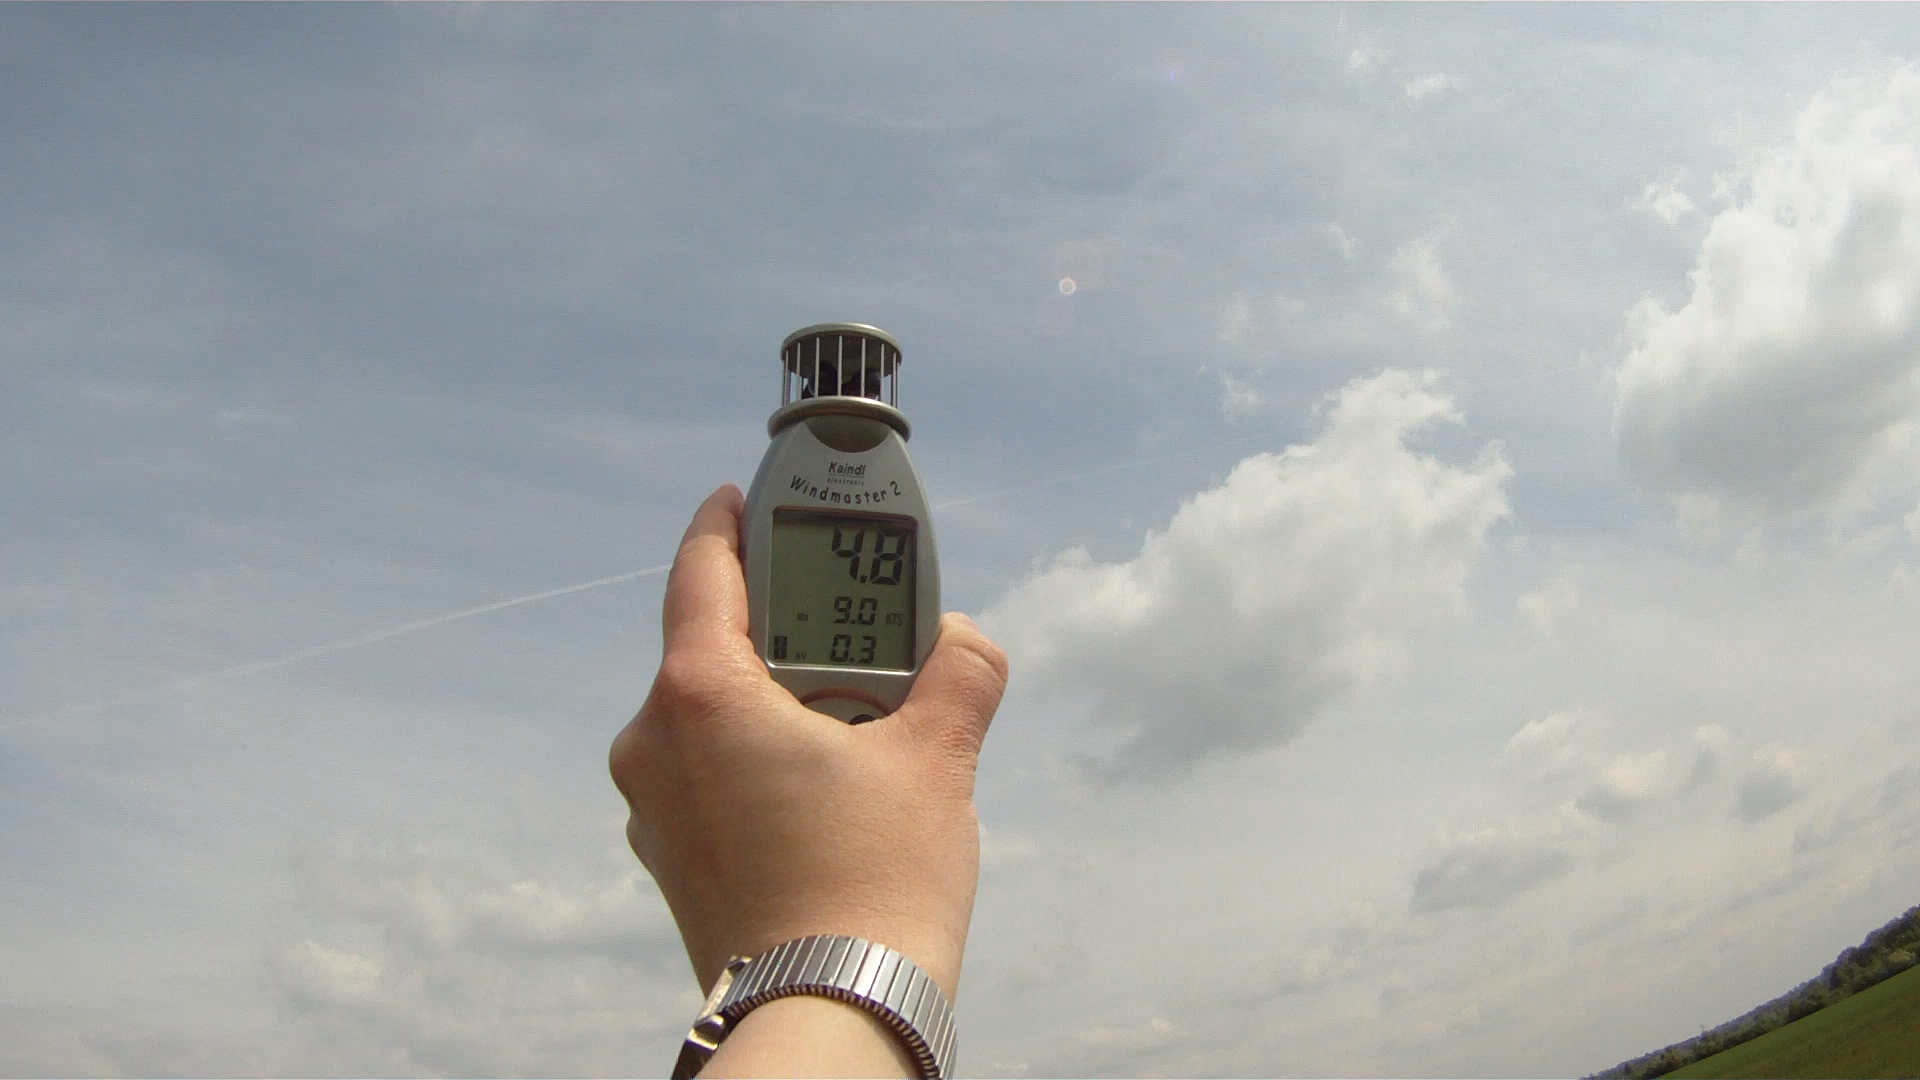 Kaindl
electronic
Windmaster 2
4.8
MX 9.0 KTS
AV 0.3